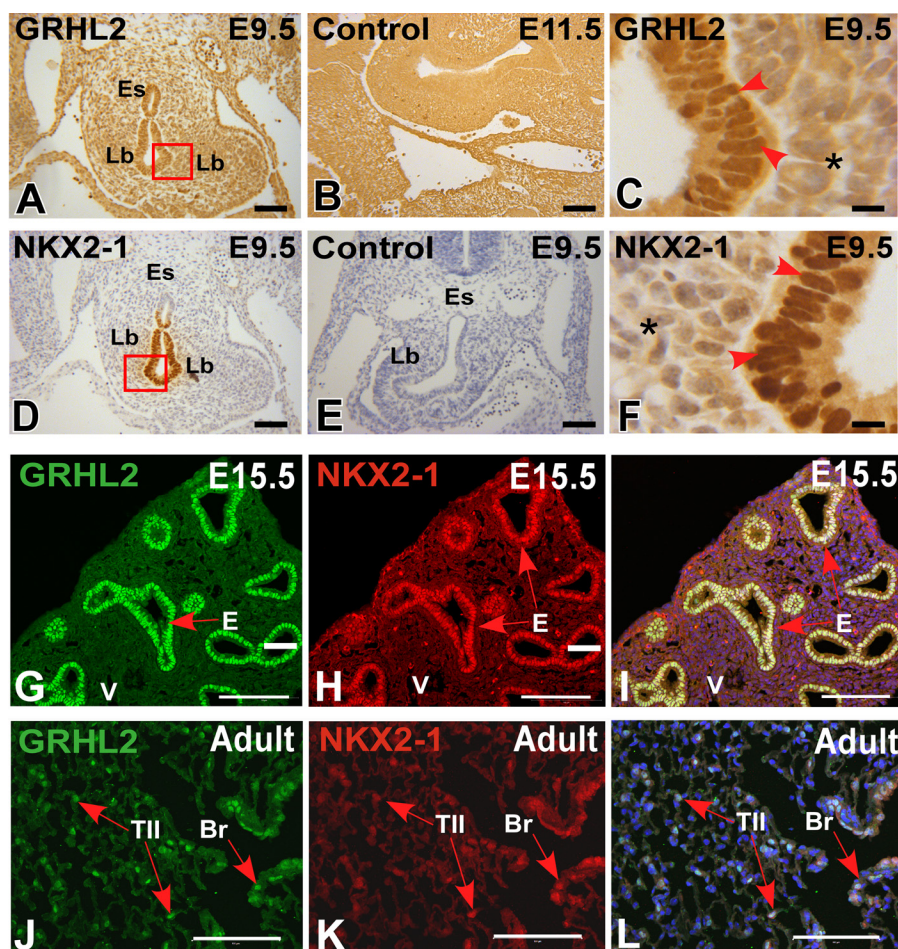 GRHL2 E9.5
Es
Lb Lb
A
Control E11.5
B
GRHL2 E9.5
*
C
NKX2-1 E9.5
Es
Lb
Lb
D
Control E9.5
Es
Lb
E
NKX2-1 E9.5
*
F
GRHL2 E15.5
E
G V
NKX2-1 E15.5
E
H V
E15.5
E
I V
GRHL2 Adult
TII Br
J
NKX2-1 Adult
TII Br
K
Adult
TII Br
L